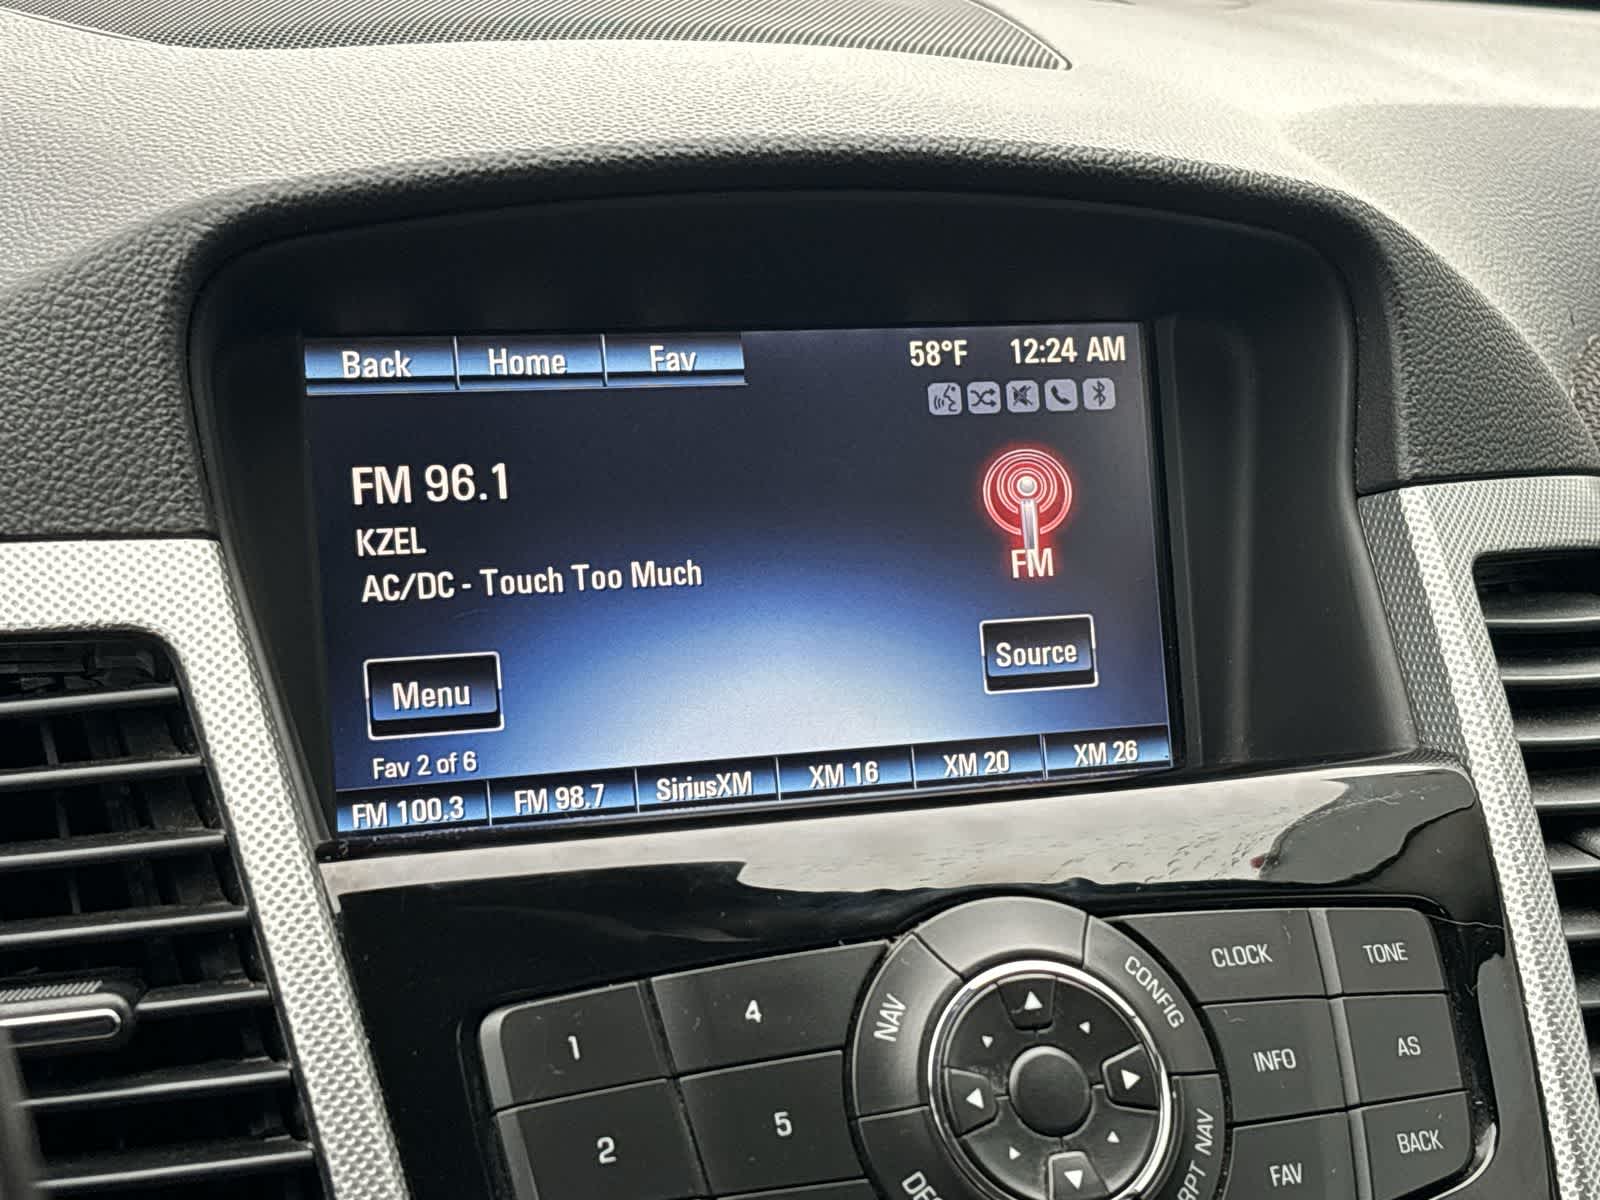 Back Home Fav 58°F 12:24 AM
FM 96.1
KZEL
AC/DC - Touch Too Much
FM
Menu
Source
Fav 2 of 6
FM 100.3 FM 98.7 SiriusXM XM 16 XM 20 XM 26
1 4 NAV CONFIG CLOCK TONE
2 5 RPT NAV INFO AS
FAV BACK